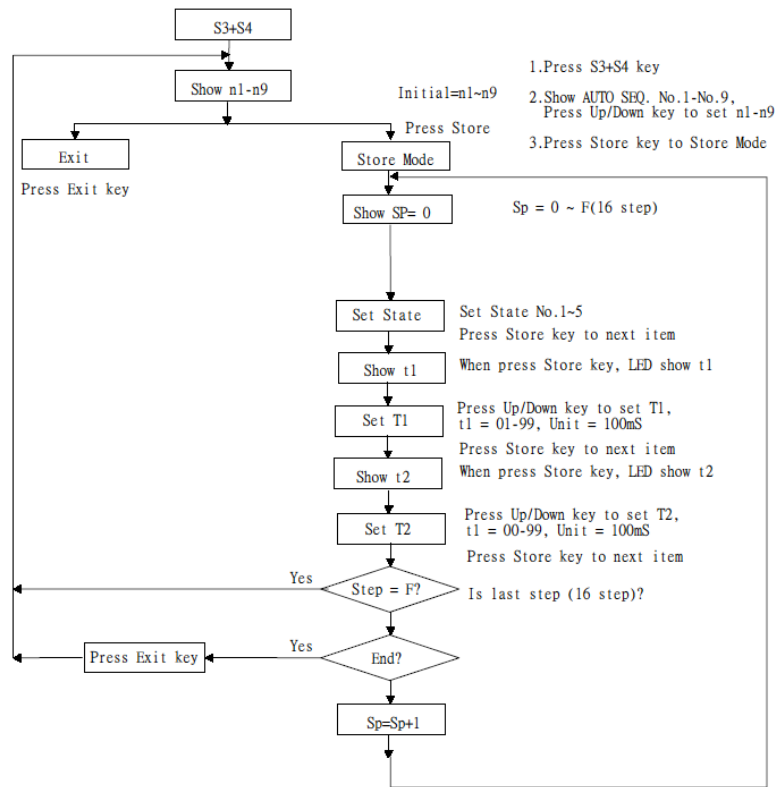 S3+S4
Show n1-n9
Initial=n1~n9
1.Press S3+S4 key
2.Show AUTO SEQ. No.1-No.9,
Press Up/Down key to set n1-n9
3.Press Store key to Store Mode
Press Store
Exit
Store Mode
Press Exit key
Show SP= 0
Sp = 0 ~ F(16 step)
Set State
Set State No.1~5
Press Store key to next item
Show t1
When press Store key, LED show t1
Set T1
Press Up/Down key to set T1,
t1 = 01-99, Unit = 100mS
Press Store key to next item
Show t2
When press Store key, LED show t2
Set T2
Press Up/Down key to set T2,
t1 = 00-99, Unit = 100mS
Press Store key to next item
Yes
Step = F?
Is last step (16 step)?
Press Exit key
Yes
End?
Sp=Sp+1